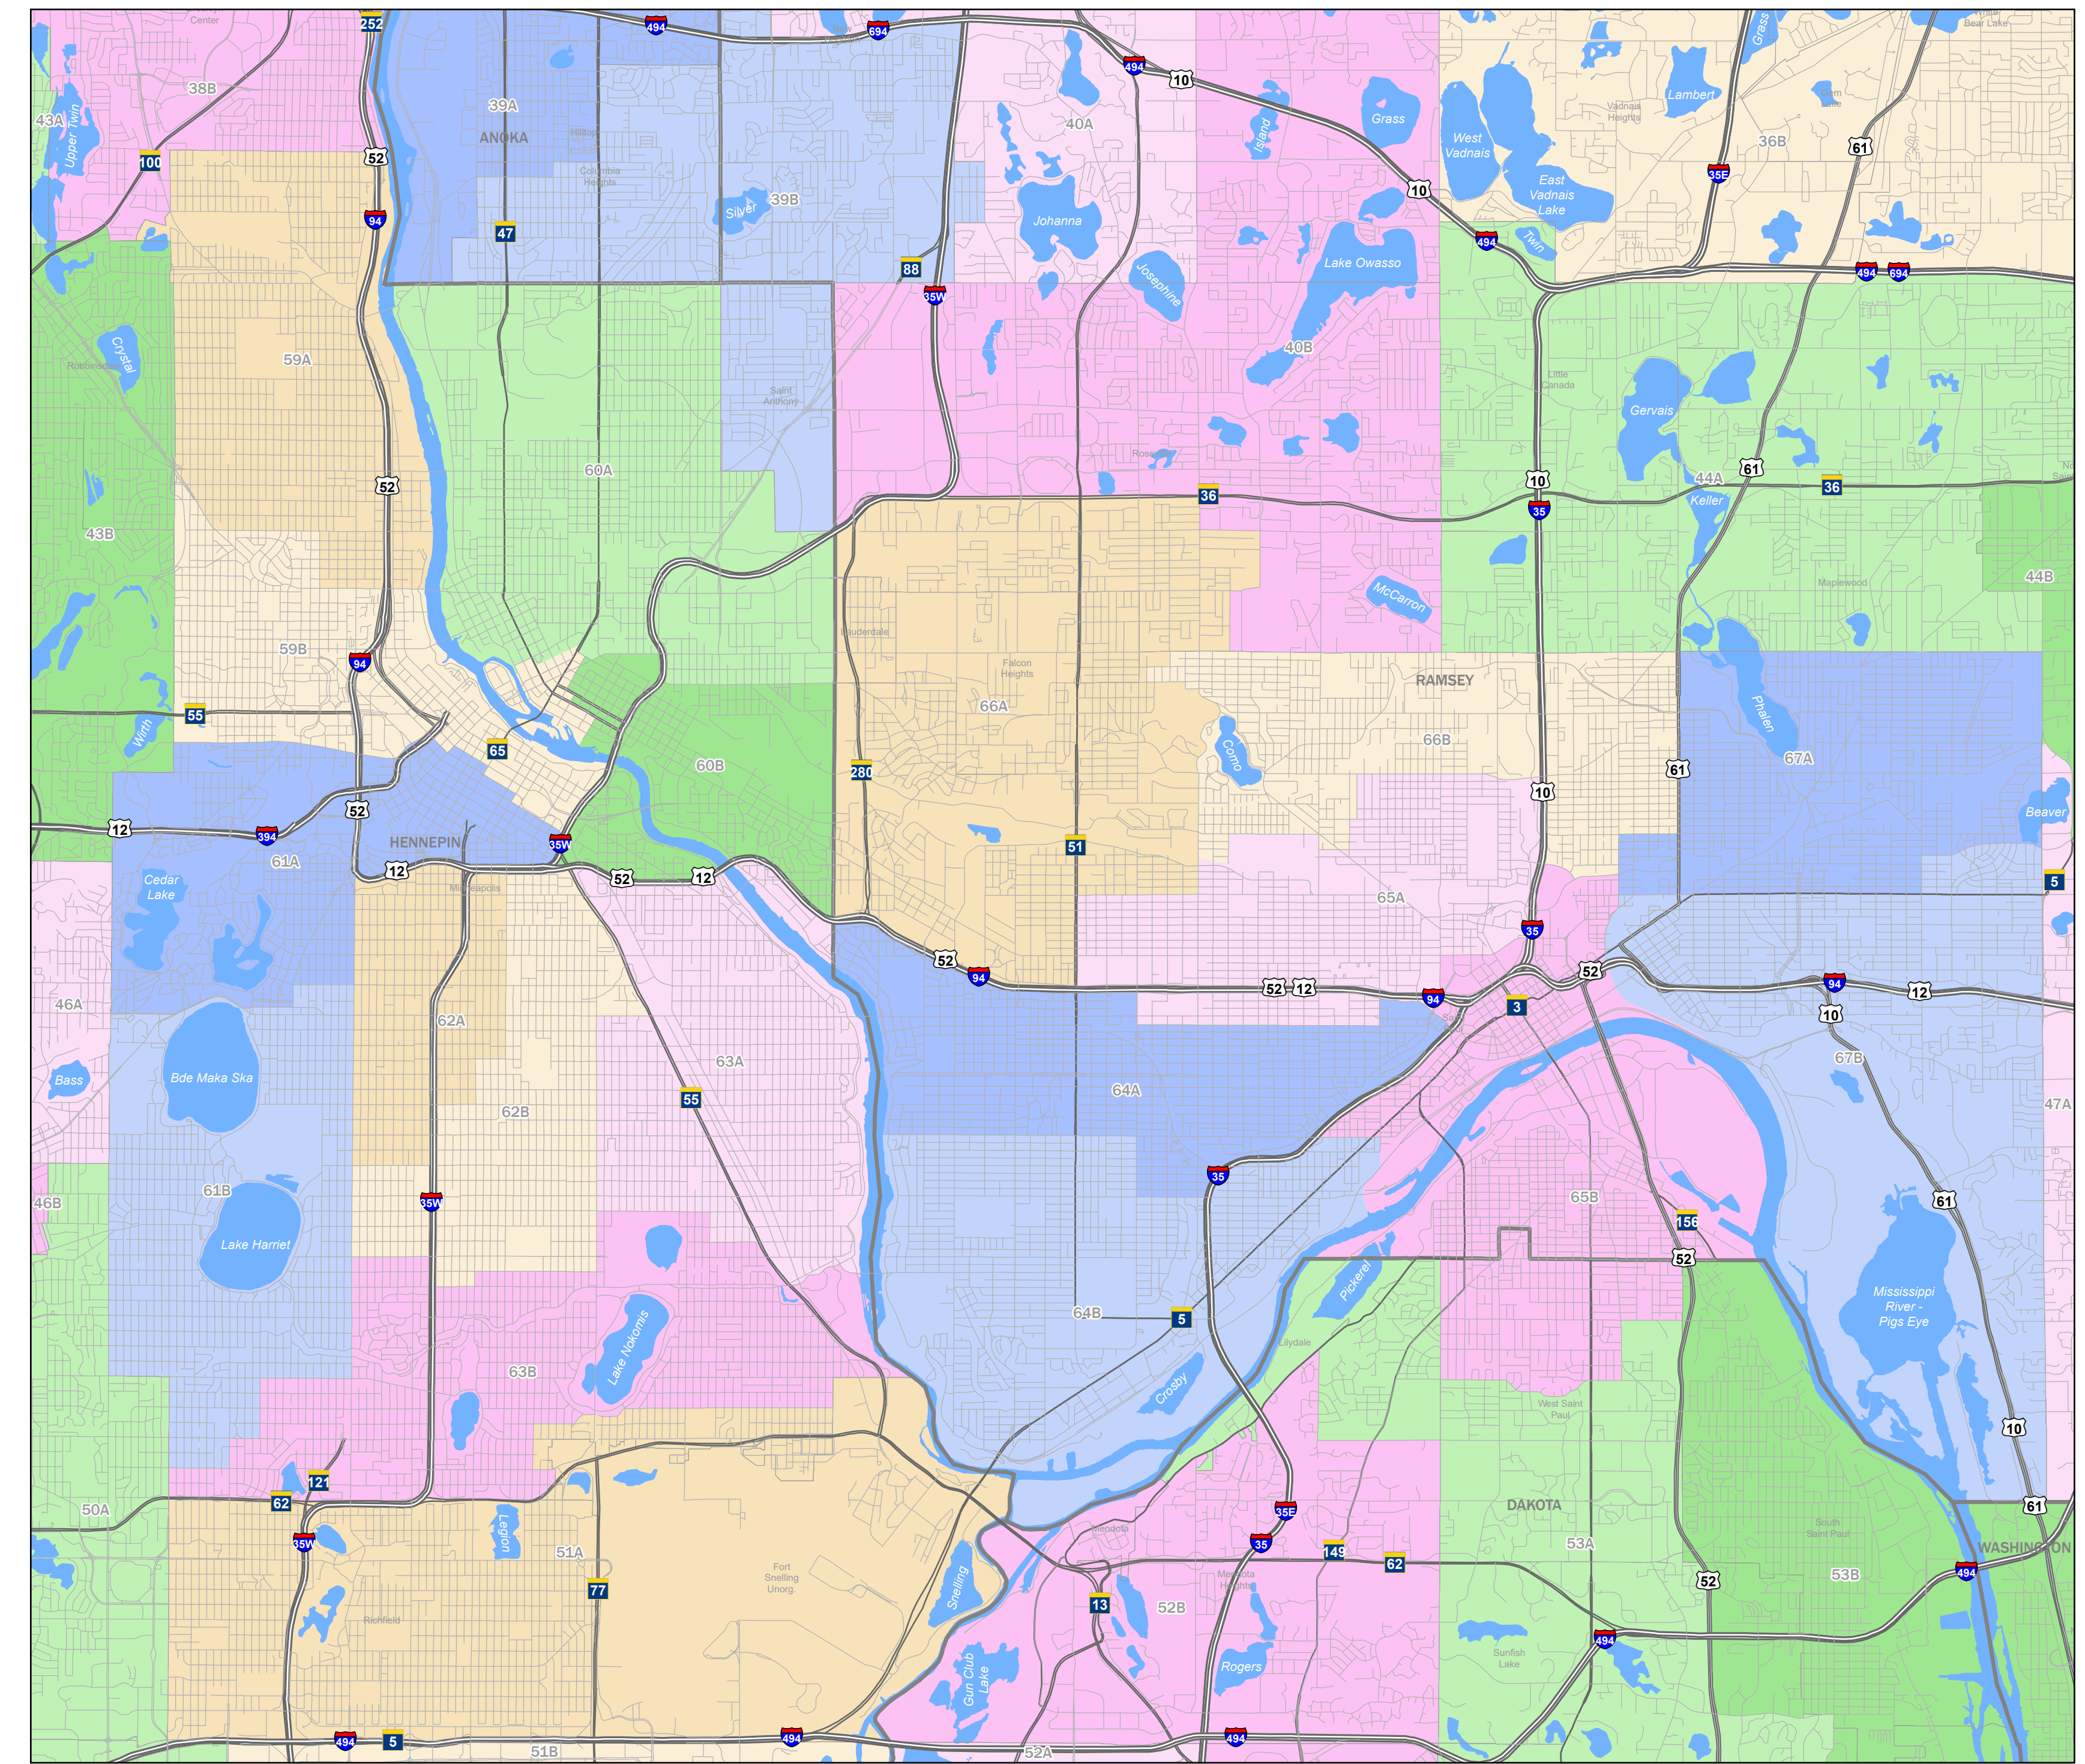 Center
252
494
694
White
Bear Lake
Grass
38B
494
10
39A
ANOKA
Hilltop
Columbia
Heights
40A
Island
Grass
Lambert
Gem
Lake
Vadnais
Heights
36B
43A
Upper Twin
100
52
94
47
Silver
39B
88
Johanna
Josephine
West
Vadnais
East
Vadnais
Lake
10
35E
61
Twin
494
Lake Owasso
494
694
35W
59A
Crystal
Robbinsdale
Saint
Anthony
40B
Little
Canada
Gervais
52
60A
Roseville
36
10
35
44A
61
36
Keller
43B
44B
Maplewood
McCarron
59B
94
Lauderdale
Falcon
Heights
RAMSEY
66A
66B
55
Wirth
65
60B
280
Como
61
Phalen
67A
10
Beaver
12
394
52
HENNEPIN
35W
51
61A
12
52
12
Minneapolis
Cedar
Lake
65A
5
35
52
94
52
12
94
52
3
94
12
10
46A
62A
Bass
Bde Maka Ska
63A
55
62B
64A
67B
47A
46B
61B
Lake Harriet
35W
35
65B
156
52
61
Mississippi
River -
Pigs Eye
Pickerel
64B
5
Lilydale
Lake Nokomis
63B
Crosby
West Saint
Paul
10
121
62
50A
35W
Legion
51A
35E
35
149
62
Mendota
Mendota
Heights
DAKOTA
53A
South
Saint Paul
61
WASHINGTON
494
53B
52
Fort
Snelling
Unorg.
77
Snelling
13
52B
Richfield
Gun Club
Lake
Rogers
Sunfish
Lake
494
494
5
51B
494
52A
494